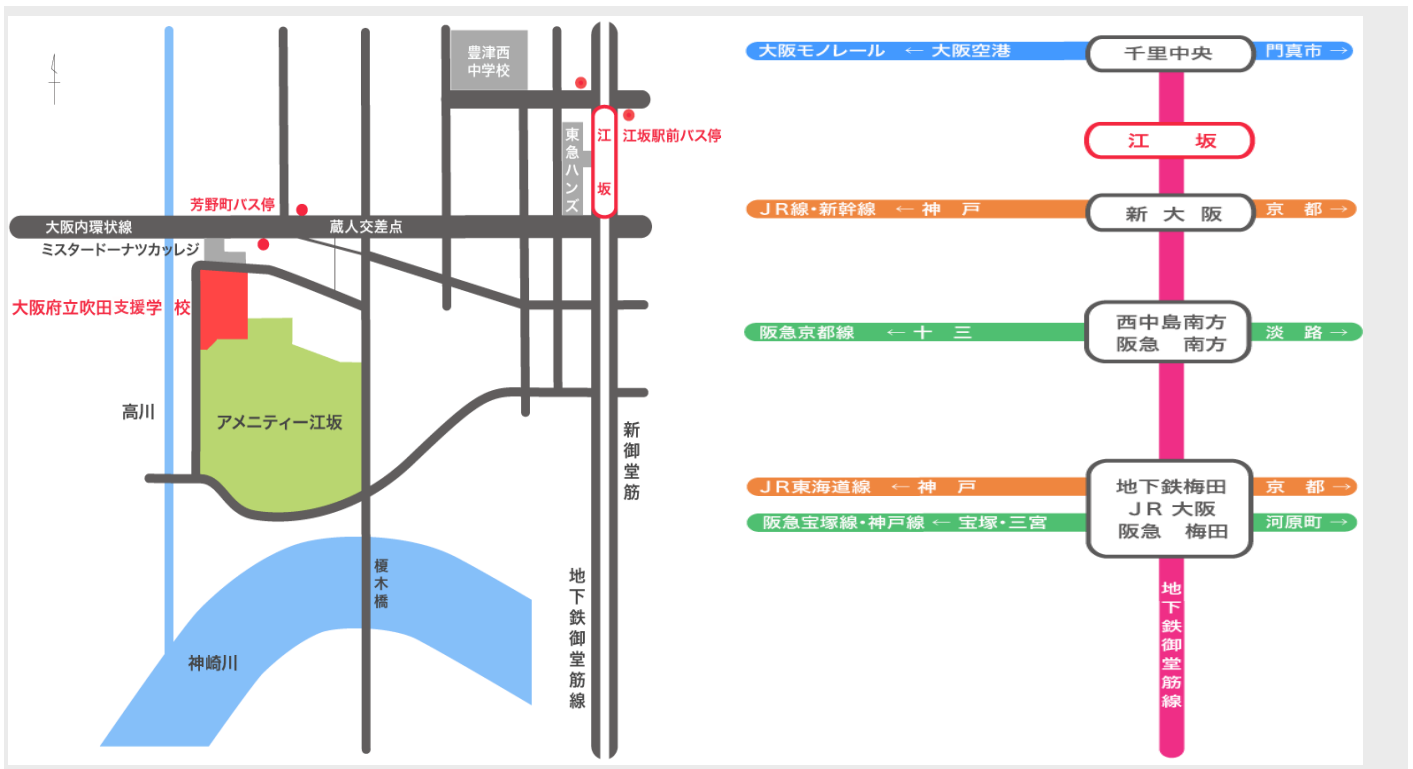 豊津西
中学校
東急ハンズ
江坂
江坂駅前バス停
芳野町バス停
大阪内環状線
蔵人交差点
ミスタードーナツカッレジ
大阪府立吹田支援学 校
高川
アメニティー江坂
新御堂筋
榎木橋
地下鉄御堂筋線
神崎川
大阪モノレール ← 大阪空港
千里中央
門真市 →
江 坂
JR線・新幹線 ← 神 戸
新 大 阪
京 都 →
阪急京都線 ← 十 三
西中島南方
阪急 南方
淡 路 →
JR東海道線 ← 神 戸
地下鉄梅田
JR 大阪
阪急 梅田
京 都 →
阪急宝塚線・神戸線 ← 宝塚・三宮
河原町 →
地下鉄御堂筋線